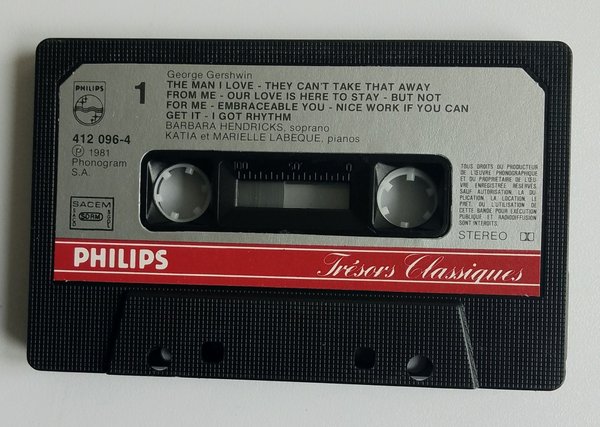 PHILIPS
1
George Gershwin
THE MAN I LOVE - THEY CAN'T TAKE THAT AWAY
FROM ME - OUR LOVE IS HERE TO STAY - BUT NOT
FOR ME - EMBRACEABLE YOU - NICE WORK IF YOU CAN
GET IT - I GOT RHYTHM
BARBARA HENDRICKS, soprano
KATIA et MARIELLE LABEQUE, pianos
412 096-4
Ⓟ 1981
Phonogram
S.A.
SACEM
SDRM
100 50 0
TOUS DROITS DU PRODUCTEUR
DE L'ŒUVRE PHONOGRAPHIQUE
ET DU PROPRIETAIRE DE L'ŒU-
VRE ENREGISTREE RESERVES.
SAUF AUTORISATION, LA DU-
PLICATION, LA LOCATION, LE
PRET, OU L'UTILISATION DE
CETTE BANDE POUR EXECUTION
PUBLIQUE ET RADIODIFFUSION
SONT INTERDITS.
STEREO
PHILIPS
Trésors Classiques